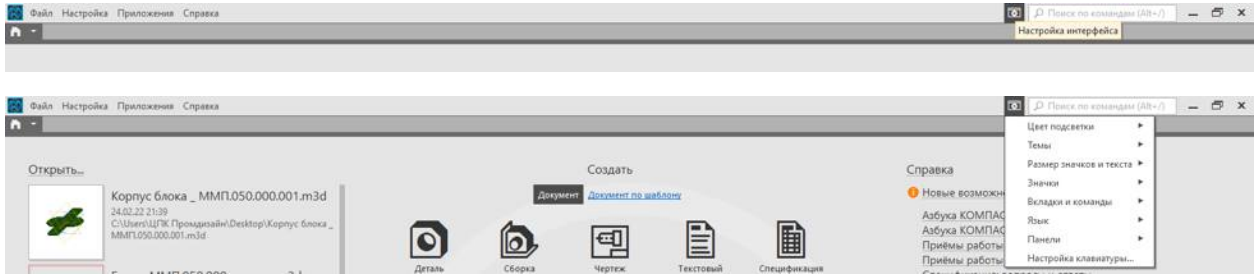 Файл Настройка Приложения Справка
Поиск по командам (Alt+/)
Настройка интерфейса
Файл Настройка Приложения Справка
Поиск по командам (Alt+/)
Цвет подсветки
Темы
Размер значков и текста
Значки
Вкладки и команды
Язык
Панели
Настройка клавиатуры...
Открыть...
Корпус блока _ ММП.050.000.001.m3d
24.02.22 21:39
C:\Users\ЦПК Промдизайн\Desktop\Корпус блока _
ММП.050.000.001.m3d
Создать
Документ Документ по шаблону
Деталь Сборка Чертеж Текстовый Спецификация
Справка
Новые
Азбука
Азбука
Приёмы работы
Приёмы работы